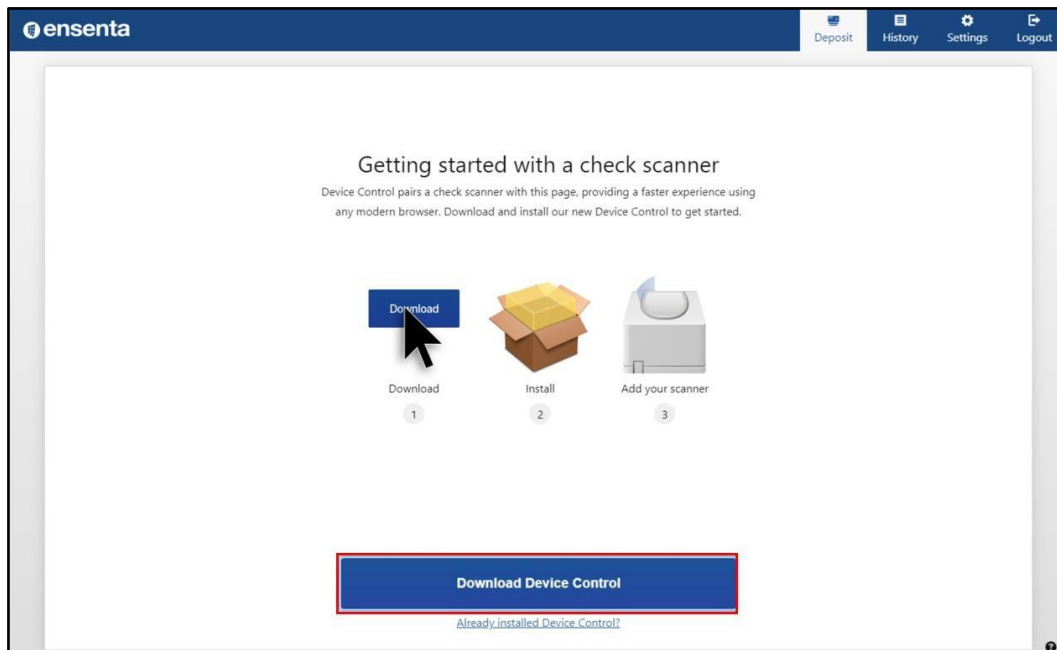 ensenta
Deposit
History
Settings
Logout
Getting started with a check scanner
Device Control pairs a check scanner with this page, providing a faster experience using
any modern browser. Download and install our new Device Control to get started.
Download
Download
Install
Add your scanner
1
2
3
Download Device Control
Already installed Device Control?
?